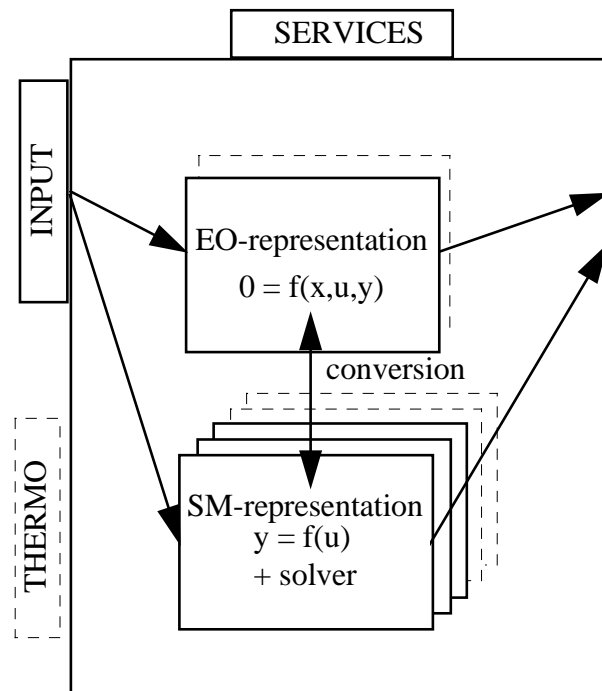 SERVICES
INPUT
EO-representation
0 = f(x,u,y)
conversion
THERMO
SM-representation
y = f(u)
+ solver